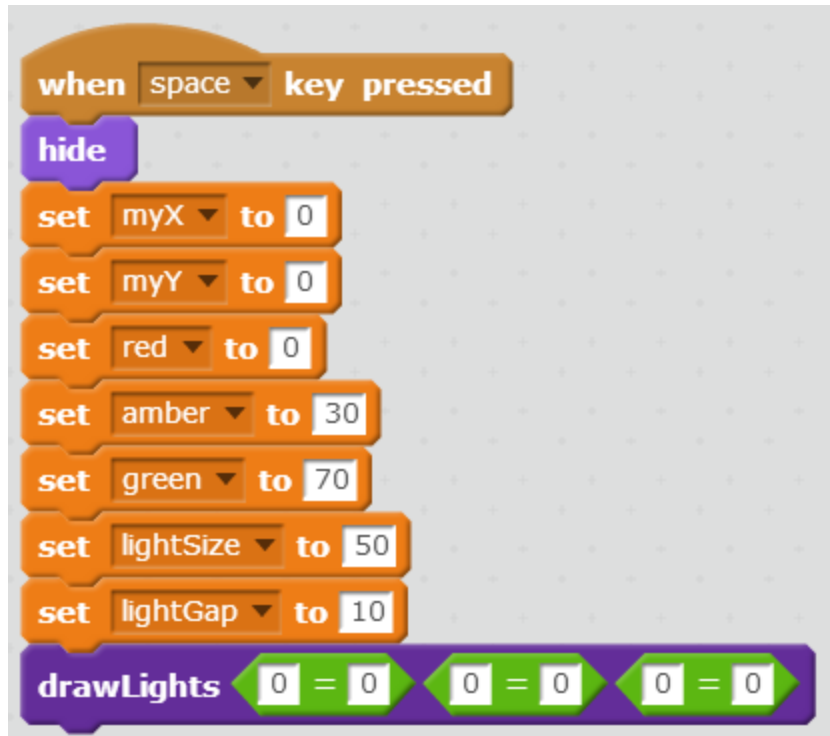 when space key pressed
hide
set myX to 0
set myY to 0
set red to 0
set amber to 30
set green to 70
set lightSize to 50
set lightGap to 10
drawLights 0 = 0 0 = 0 0 = 0